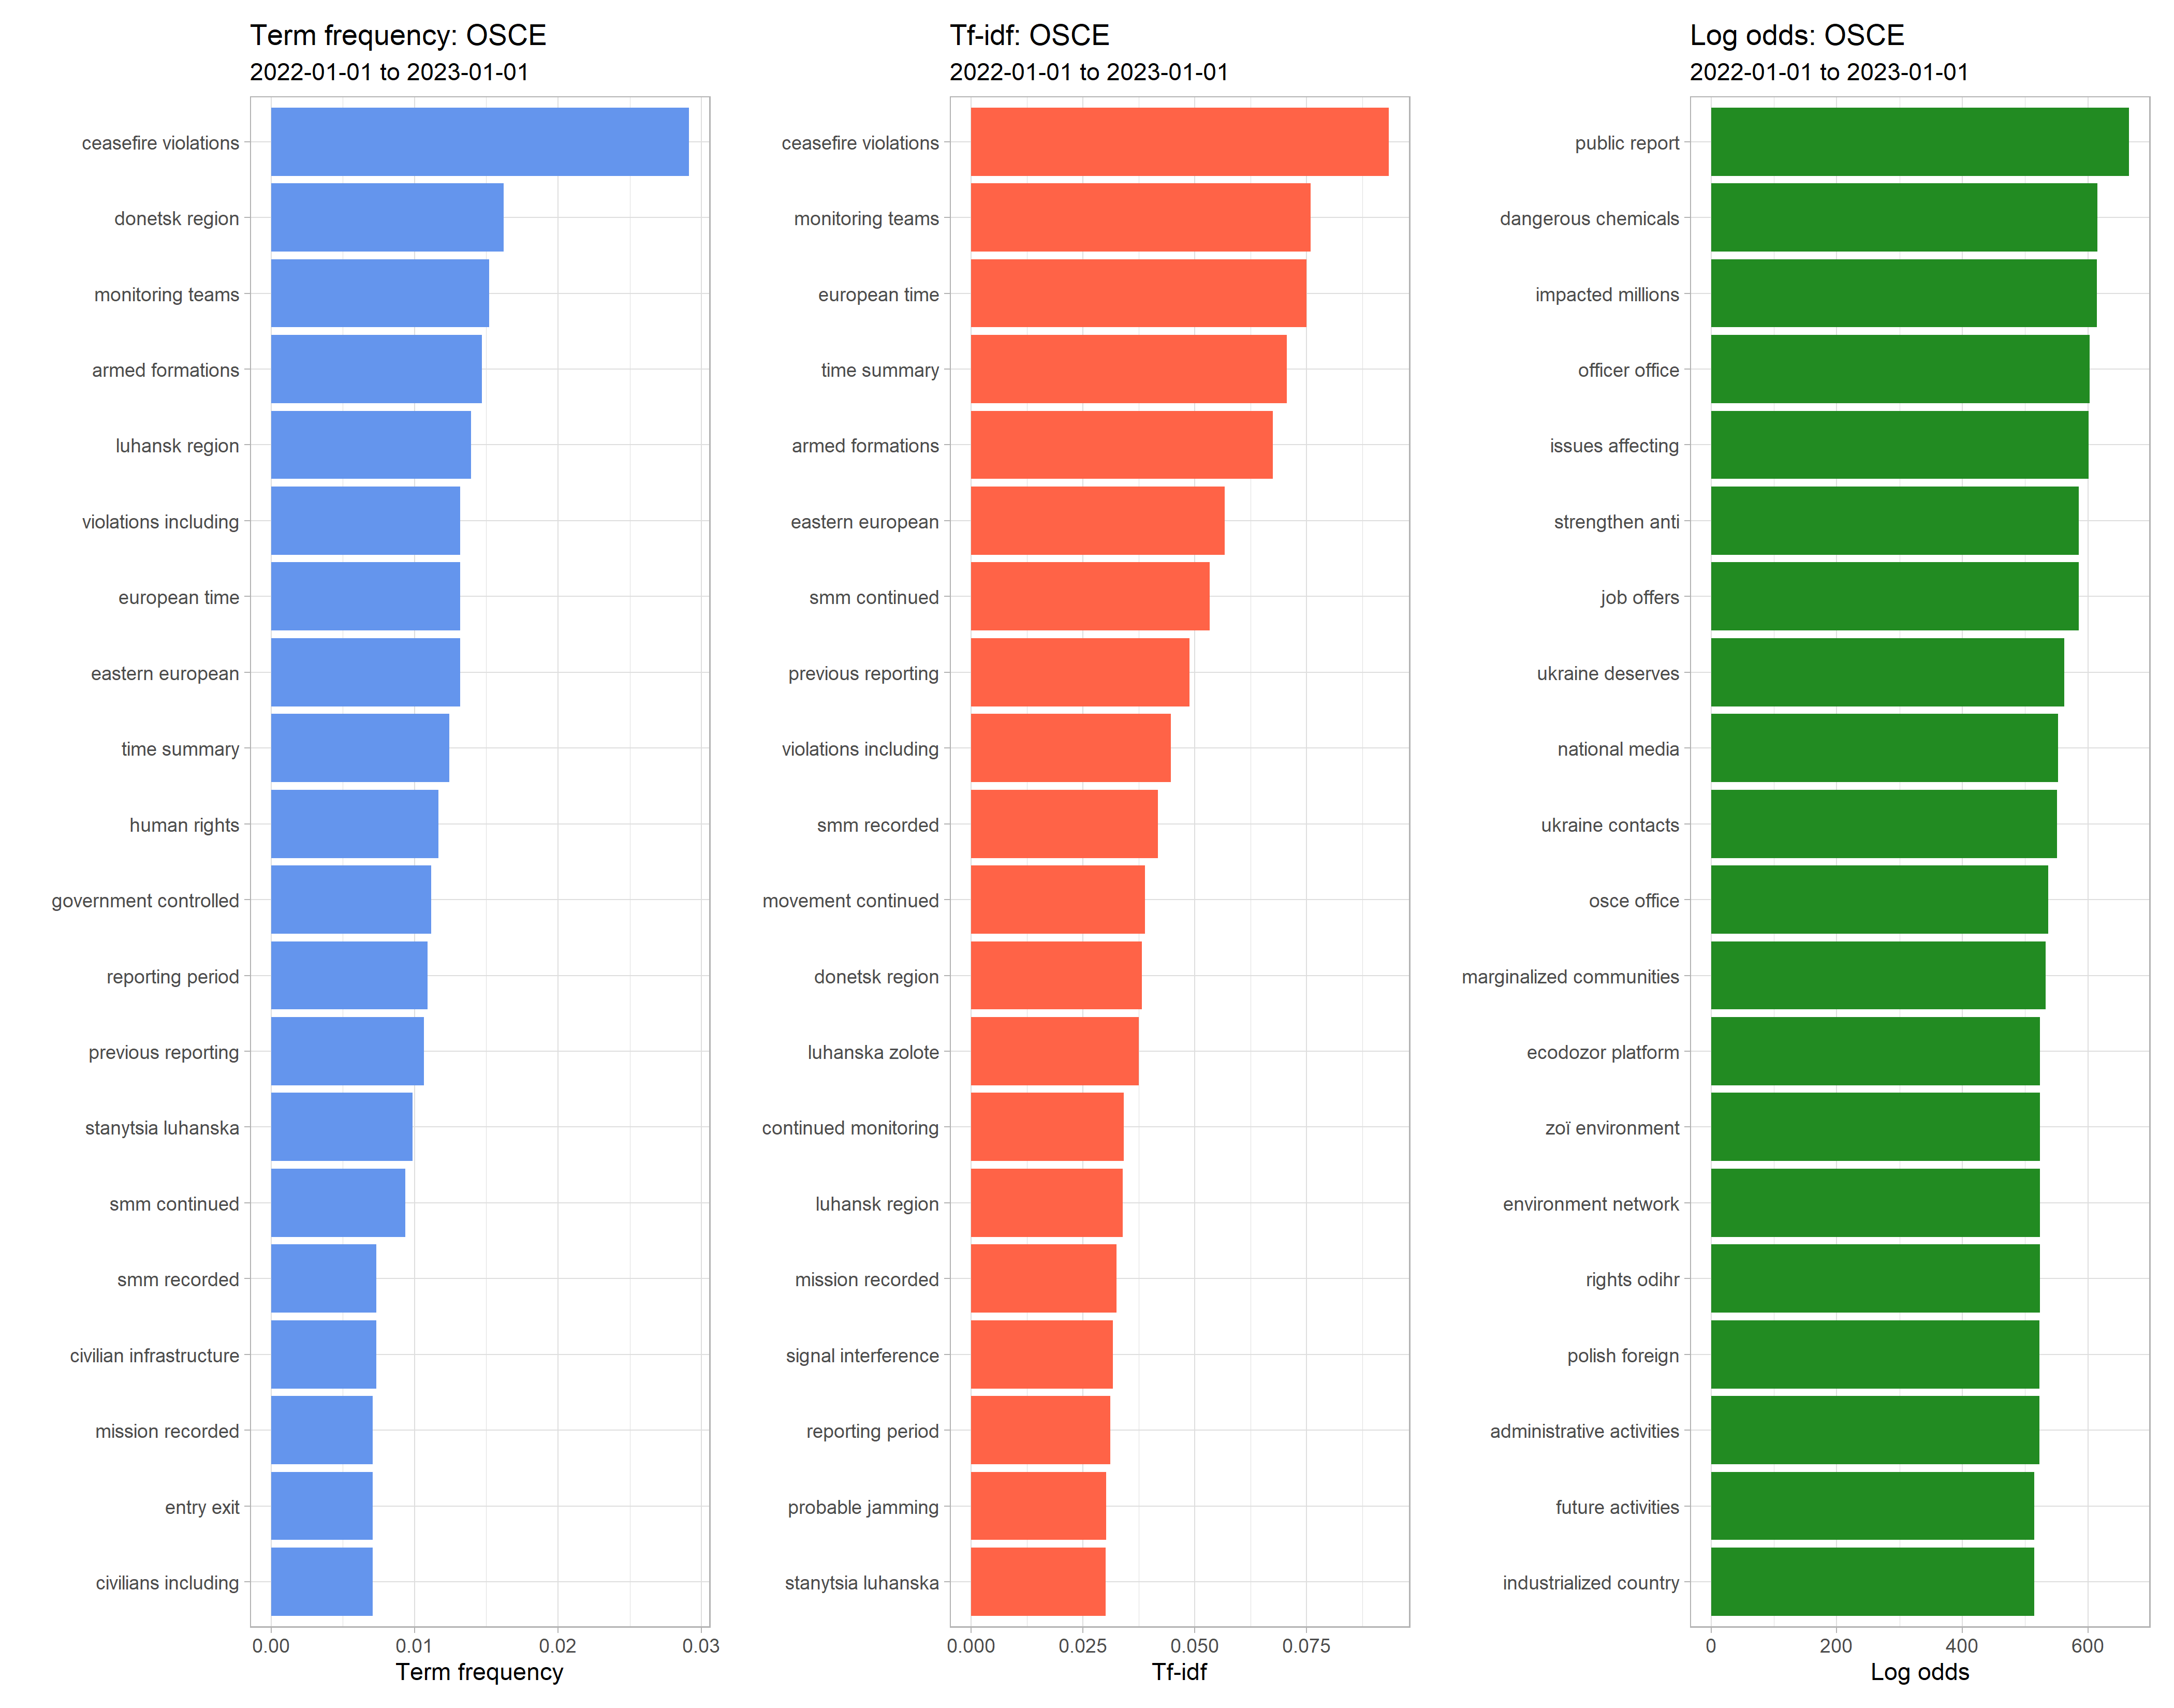 Term frequency: OSCE
2022-01-01 to 2023-01-01
ceasefire violations
donetsk region
monitoring teams
armed formations
luhansk region
violations including
european time
eastern european
time summary
human rights
government controlled
reporting period
previous reporting
stanytsia luhanska
smm continued
smm recorded
civilian infrastructure
mission recorded
entry exit
civilians including
0.00 0.01 0.02 0.03
Term frequency
Tf-idf: OSCE
2022-01-01 to 2023-01-01
ceasefire violations
monitoring teams
european time
time summary
armed formations
eastern european
smm continued
previous reporting
violations including
smm recorded
movement continued
donetsk region
luhanska zolote
continued monitoring
luhansk region
mission recorded
signal interference
reporting period
probable jamming
stanytsia luhanska
0.000 0.025 0.050 0.075
Tf-idf
Log odds: OSCE
2022-01-01 to 2023-01-01
public report
dangerous chemicals
impacted millions
officer office
issues affecting
strengthen anti
job offers
ukraine deserves
national media
ukraine contacts
osce office
marginalized communities
ecodozor platform
zoï environment
environment network
rights odihr
polish foreign
administrative activities
future activities
industrialized country
0 200 400 600
Log odds